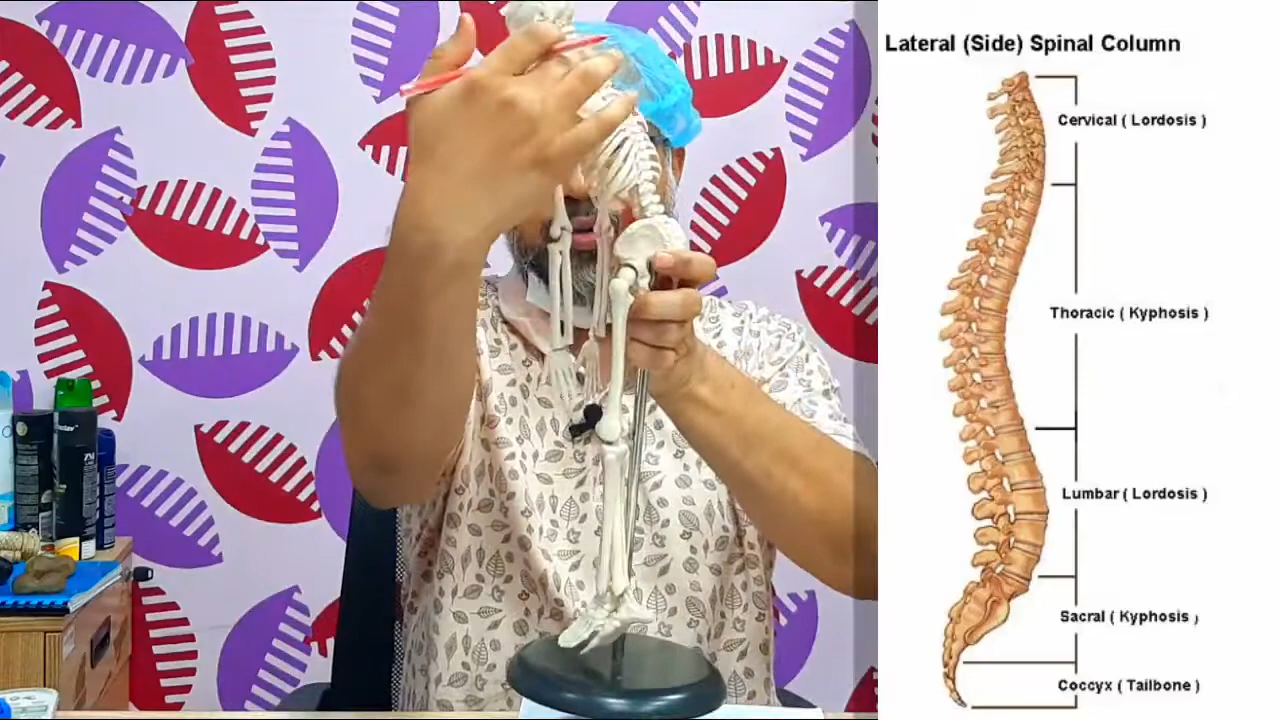 Lateral (Side) Spinal Column
Cervical ( Lordosis )
Thoracic ( Kyphosis )
Lumbar ( Lordosis )
Sacral ( Kyphosis )
Coccyx ( Tailbone )